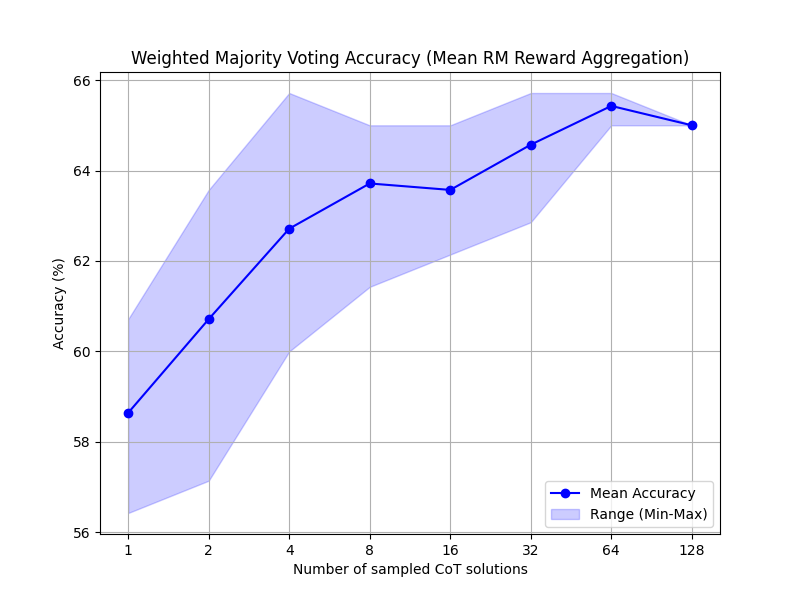 Weighted Majority Voting Accuracy (Mean RM Reward Aggregation)
66
64
62
60
58
56
Accuracy (%)
1 2 4 8 16 32 64 128
Number of sampled CoT solutions
Mean Accuracy
Range (Min-Max)